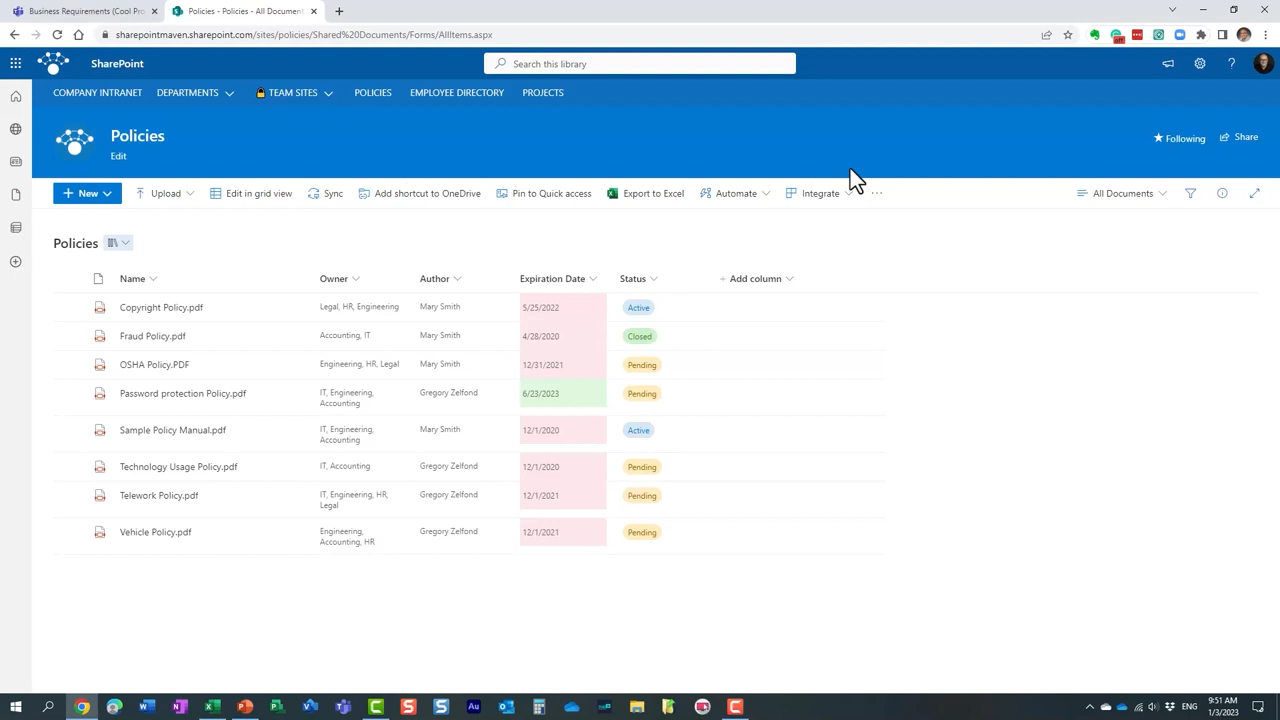 Business Requirements (Cool Pro
Policies - Policies - All Document
sharepointmaven.sharepoint.com/sites/policies/Shared%20Documents/Forms/AllItems.aspx
SharePoint
Search this library
COMPANY INTRANET DEPARTMENTS TEAM SITES POLICIES EMPLOYEE DIRECTORY PROJECTS
Policies
Edit
Following Share
New Upload Edit in grid view Sync Add shortcut to OneDrive Pin to Quick access Export to Excel Automate Integrate ... All Documents
Policies
Name Owner Author Expiration Date Status + Add column
Copyright Policy.pdf Legal, HR, Engineering Mary Smith 5/25/2022 Active
Fraud Policy.pdf Accounting, IT Mary Smith 4/28/2020 Closed
OSHA Policy.PDF Engineering, HR, Legal Mary Smith 12/31/2021 Pending
Password protection Policy.pdf IT, Engineering, Gregory Zelfond 6/23/2023 Pending
Accounting
Sample Policy Manual.pdf IT, Engineering, Mary Smith 12/1/2020 Active
Accounting
Technology Usage Policy.pdf IT, Accounting Gregory Zelfond 12/1/2020 Pending
Telework Policy.pdf IT, Engineering, HR, Gregory Zelfond 12/1/2021 Pending
Legal
Vehicle Policy.pdf Engineering, Gregory Zelfond 12/1/2021 Pending
Accounting, HR
ENG
9:51 AM
1/3/2023